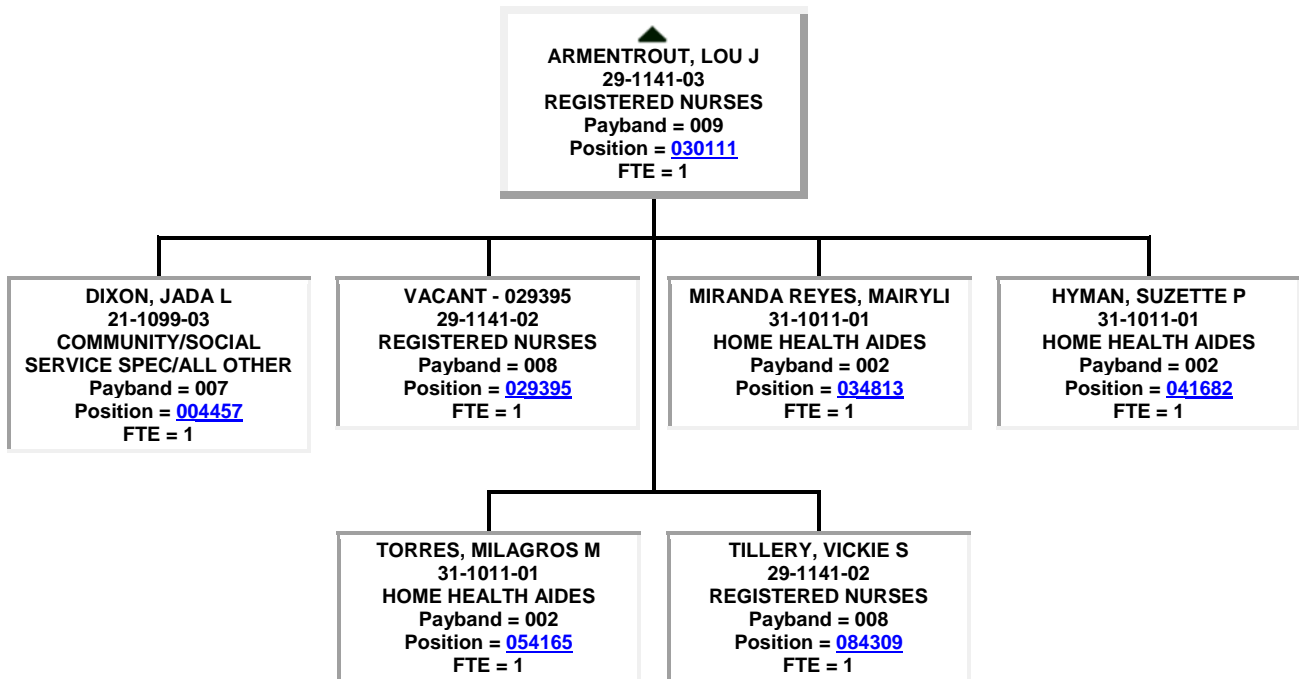 ARMENTROUT, LOU J
29-1141-03
REGISTERED NURSES
Payband = 009
Position = 030111
FTE = 1
DIXON, JADA L
21-1099-03
COMMUNITY/SOCIAL
SERVICE SPEC/ALL OTHER
Payband = 007
Position = 004457
FTE = 1
VACANT - 029395
29-1141-02
REGISTERED NURSES
Payband = 008
Position = 029395
FTE = 1
MIRANDA REYES, MAIRYLI
31-1011-01
HOME HEALTH AIDES
Payband = 002
Position = 034813
FTE = 1
HYMAN, SUZETTE P
31-1011-01
HOME HEALTH AIDES
Payband = 002
Position = 041682
FTE = 1
TORRES, MILAGROS M
31-1011-01
HOME HEALTH AIDES
Payband = 002
Position = 054165
FTE = 1
TILLERY, VICKIE S
29-1141-02
REGISTERED NURSES
Payband = 008
Position = 084309
FTE = 1